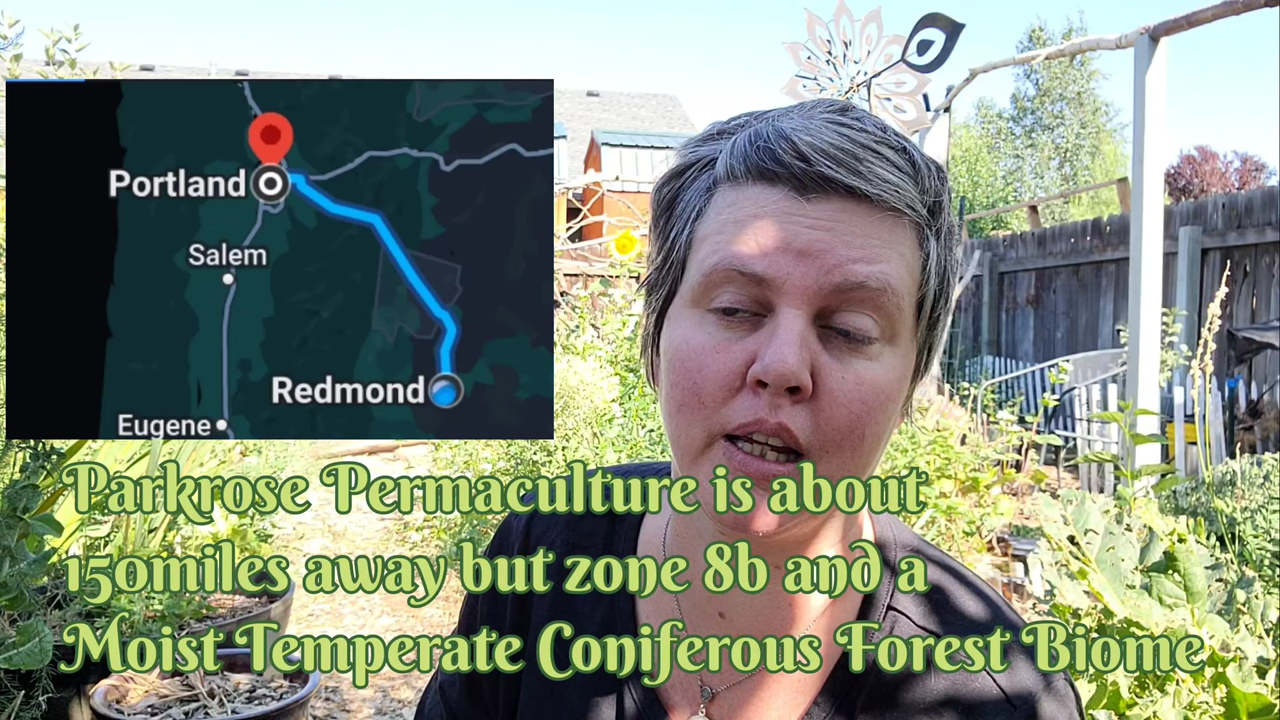 Portland
Salem
Redmond
Eugene
Parkrose Permaculture is about
150miles away but zone 8b and a
Moist Temperate Coniferous Forest Biome